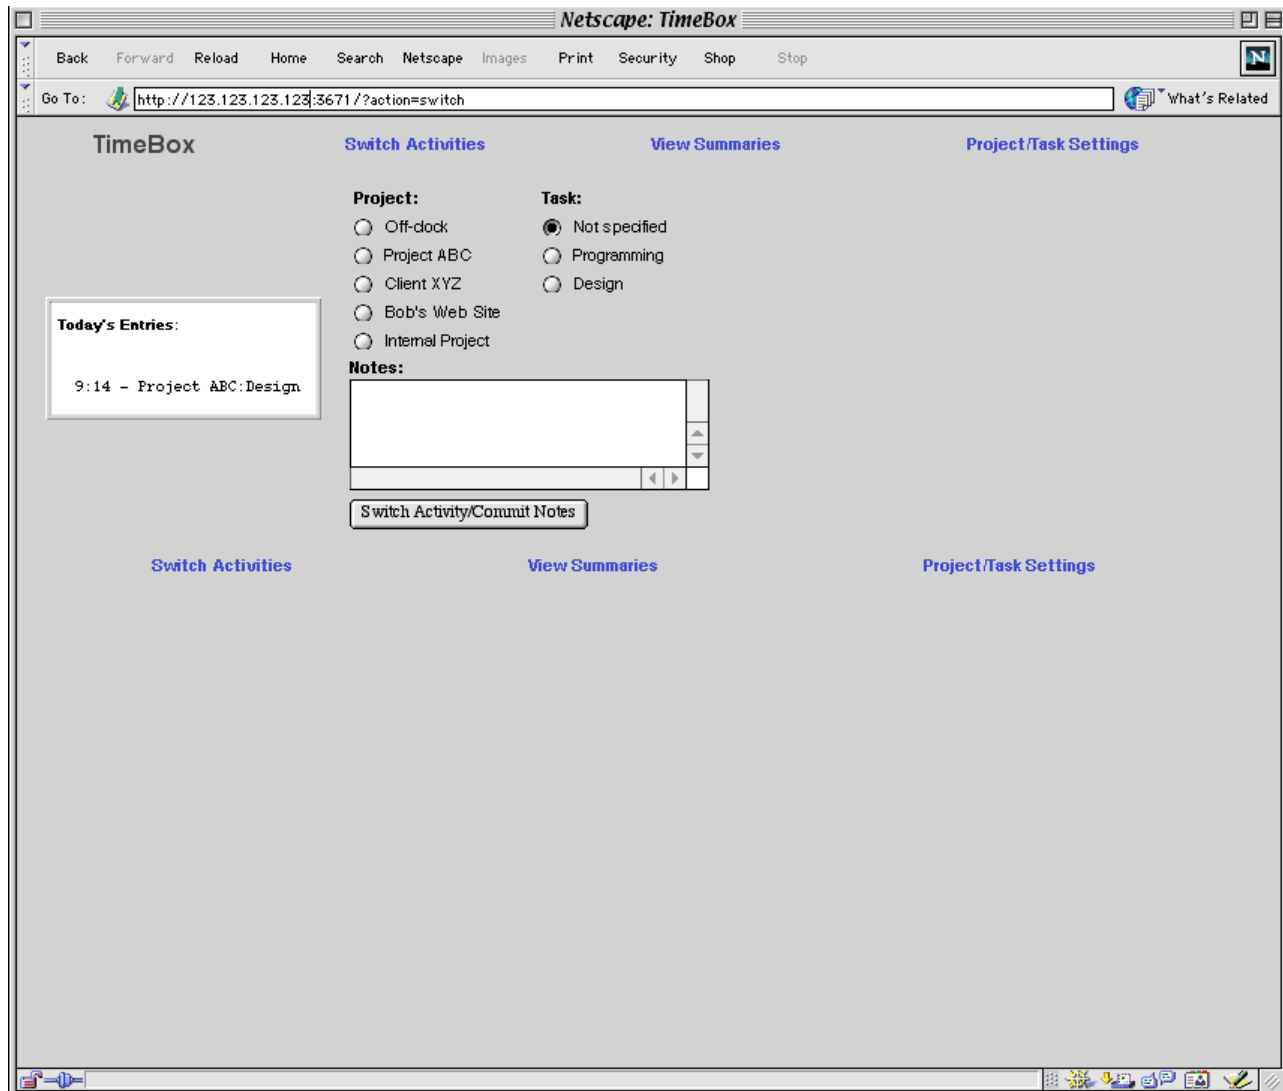 Netscape: TimeBox
Back Forward Reload Home Search Netscape Images Print Security Shop Stop
N
Go To: http://123.123.123.123:3671/?action=switch What's Related
TimeBox Switch Activities View Summaries Project/Task Settings
Project: Task:
Off-clock Not specified
Project ABC Programming
Client XYZ Design
Bob's Web Site
Today's Entries:
Internal Project
Notes:
9:14 - Project ABC:Design
Switch Activity/Commit Notes
Switch Activities View Summaries Project/Task Settings